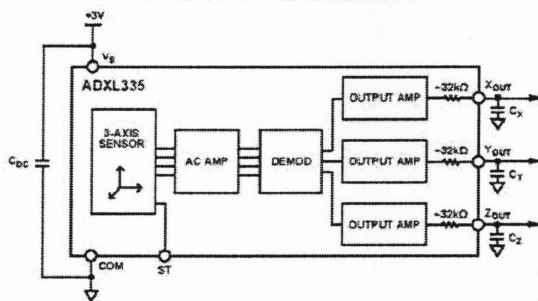 +3V
VS
ADXL335
3-AXIS
SENSOR
AC AMP
DEMOD
OUTPUT AMP
~32kΩ
XOUT
CX
OUTPUT AMP
~32kΩ
YOUT
CY
OUTPUT AMP
~32kΩ
ZOUT
CZ
CDC
COM
ST